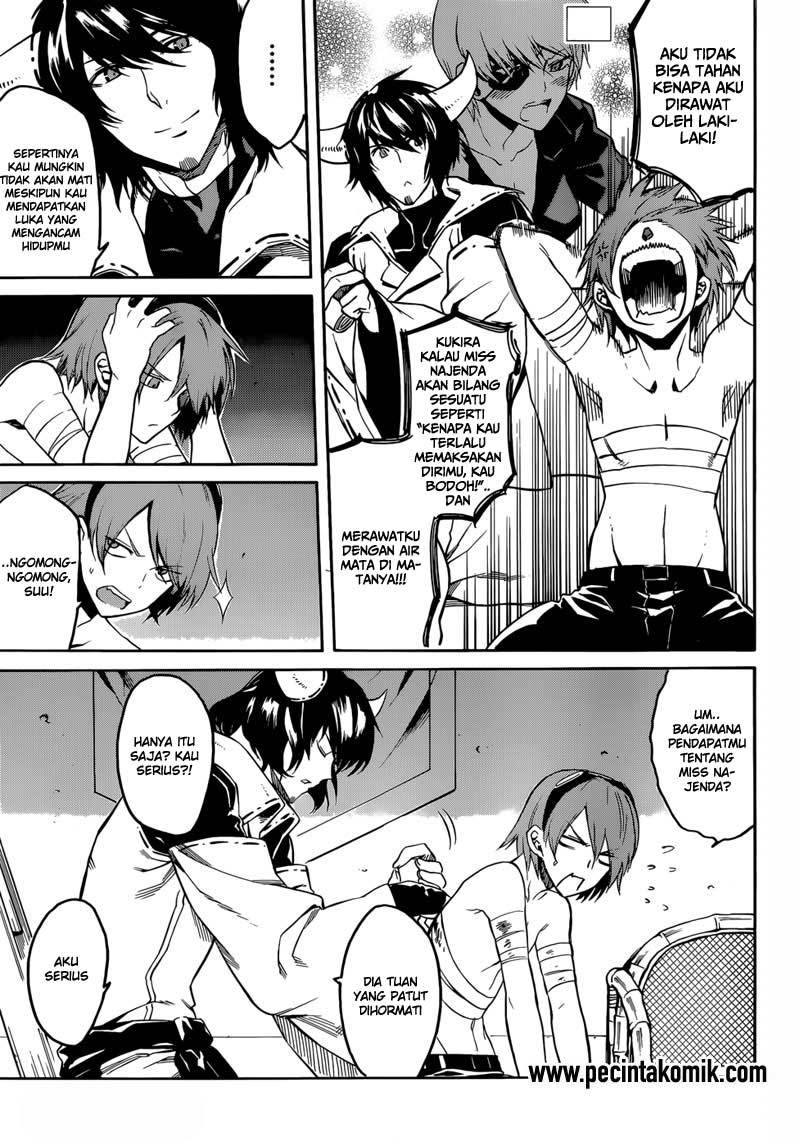 AKU TIDAK
BISA TAHAN
KENAPA AKU
DIRAWAT
OLEH LAKI-
LAKI!
KUKIRA
KALAU MISS
NAJENDA
AKAN BILANG
SESUATU
SEPERTI
"KENAPA KAU
TERLALU
MEMAKSAKAN
DIRIMU, KAU
BODOH!"..
DAN
MERAWATKU
DENGAN AIR
MATA DI MA-
TANYA!!!
.......
SEPERTINYA
KAU MUNGKIN
TIDAK AKAN MATI
MESKIPUN KAU
MENDAPATKAN
LUKA YANG
MENGANCAM
HIDUPMU
..NGOMONG-
NGOMONG,
SUU!
UM..
BAGAIMANA
PENDAPATMU
TENTANG
MISS NA-
JENDA?
HANYA ITU
SAJA? KAU
SERIUS?!
DIA TUAN
YANG PATUT
DIHORMATI
AKU
SERIUS
www.pecintakomik.com